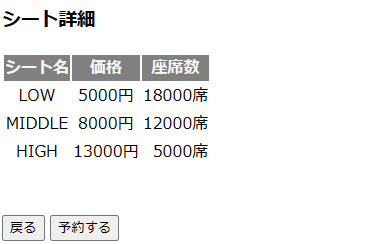 シート詳細
シート名 価格 座席数
LOW 5000円 18000席
MIDDLE 8000円 12000席
HIGH 13000円 5000席
戻る 予約する